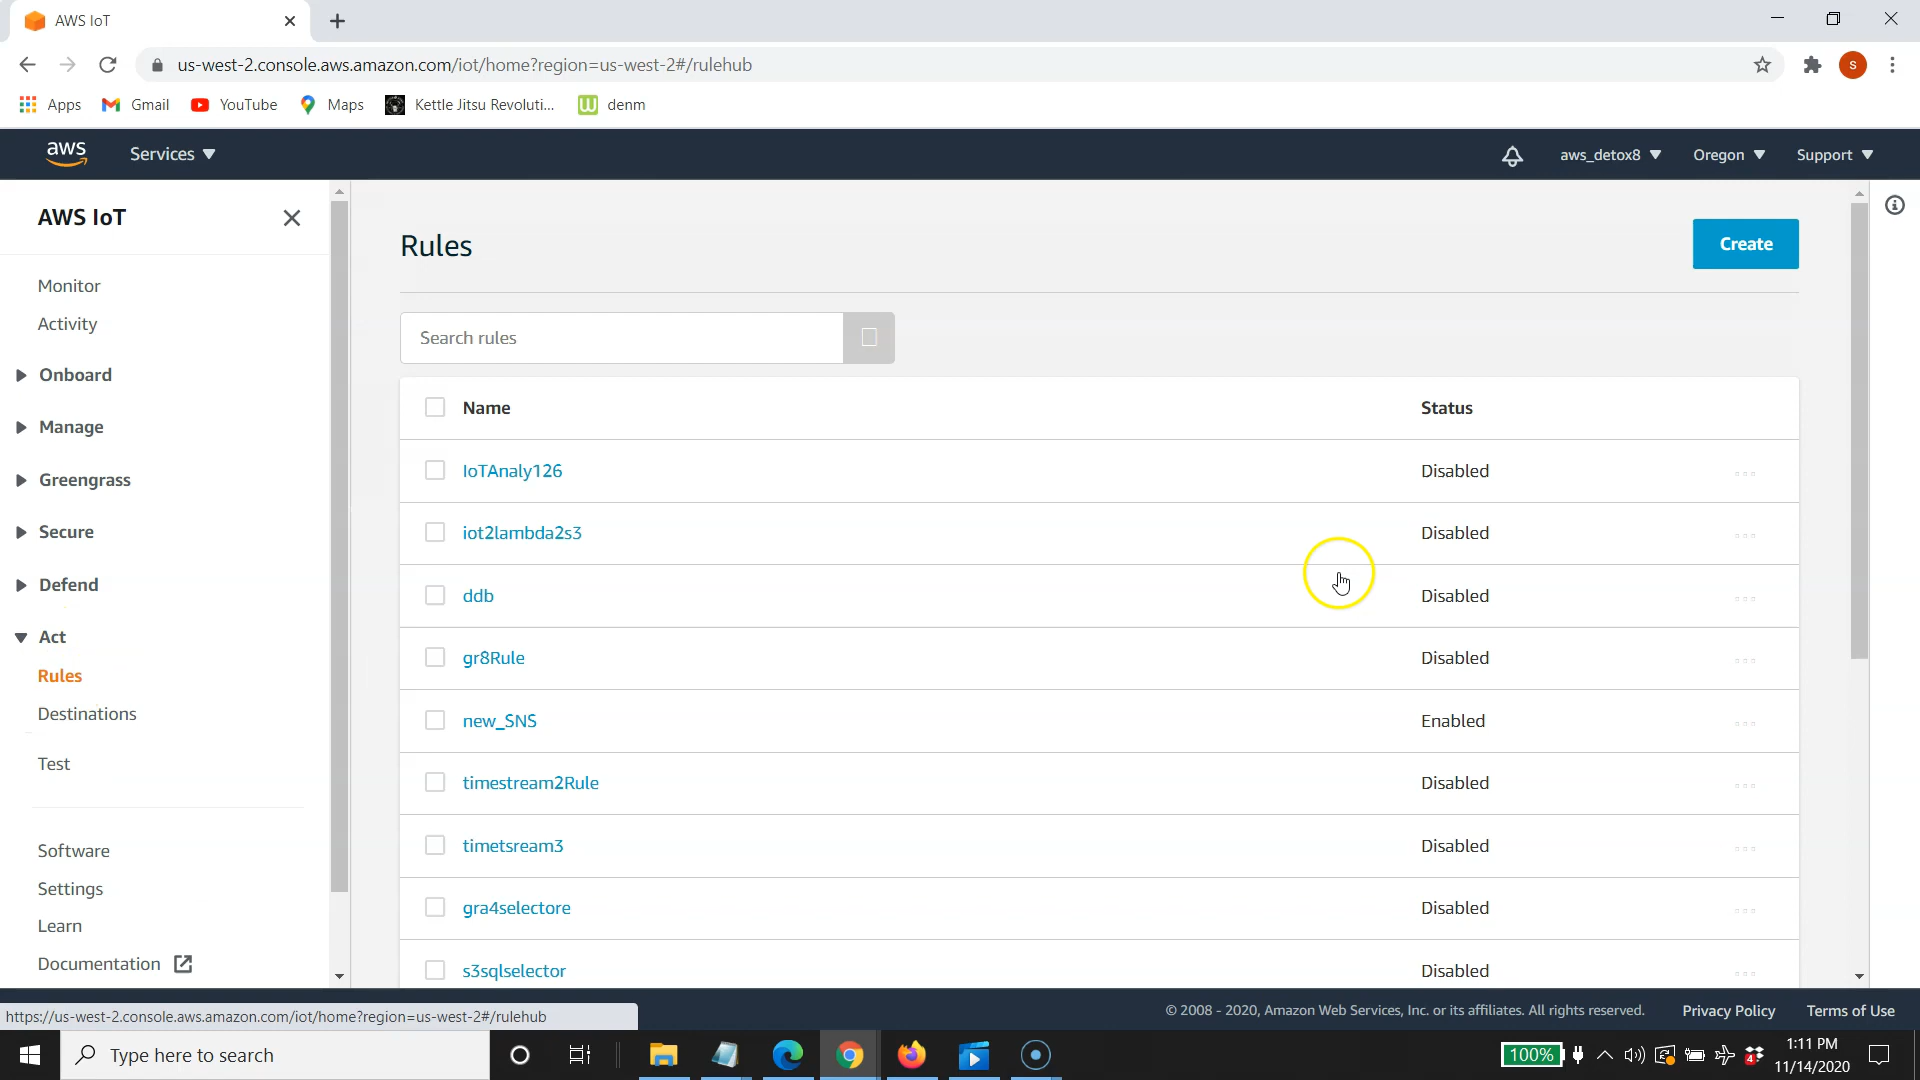 AWS IoT
us-west-2.console.aws.amazon.com/iot/home?region=us-west-2#/rulehub
S
Apps
Gmail
YouTube
Maps
Kettle Jitsu Revoluti...
denm
aws
Services
aws_detox8
Oregon
Support
AWS IoT
Monitor
Activity
Onboard
Manage
Greengrass
Secure
Defend
Act
Rules
Destinations
Test
Software
Settings
Learn
Documentation
Rules
Create
Search rules
Name Status
IoTAnaly126 Disabled
iot2lambda2s3 Disabled
ddb Disabled
gr8Rule Disabled
new_SNS Enabled
timestream2Rule Disabled
timetsream3 Disabled
gra4selectore Disabled
s3sqlselector Disabled
https://us-west-2.console.aws.amazon.com/iot/home?region=us-west-2#/rulehub
© 2008 - 2020, Amazon Web Services, Inc. or its affiliates. All rights reserved.
Privacy Policy
Terms of Use
Type here to search
100%
4
1:11 PM
11/14/2020